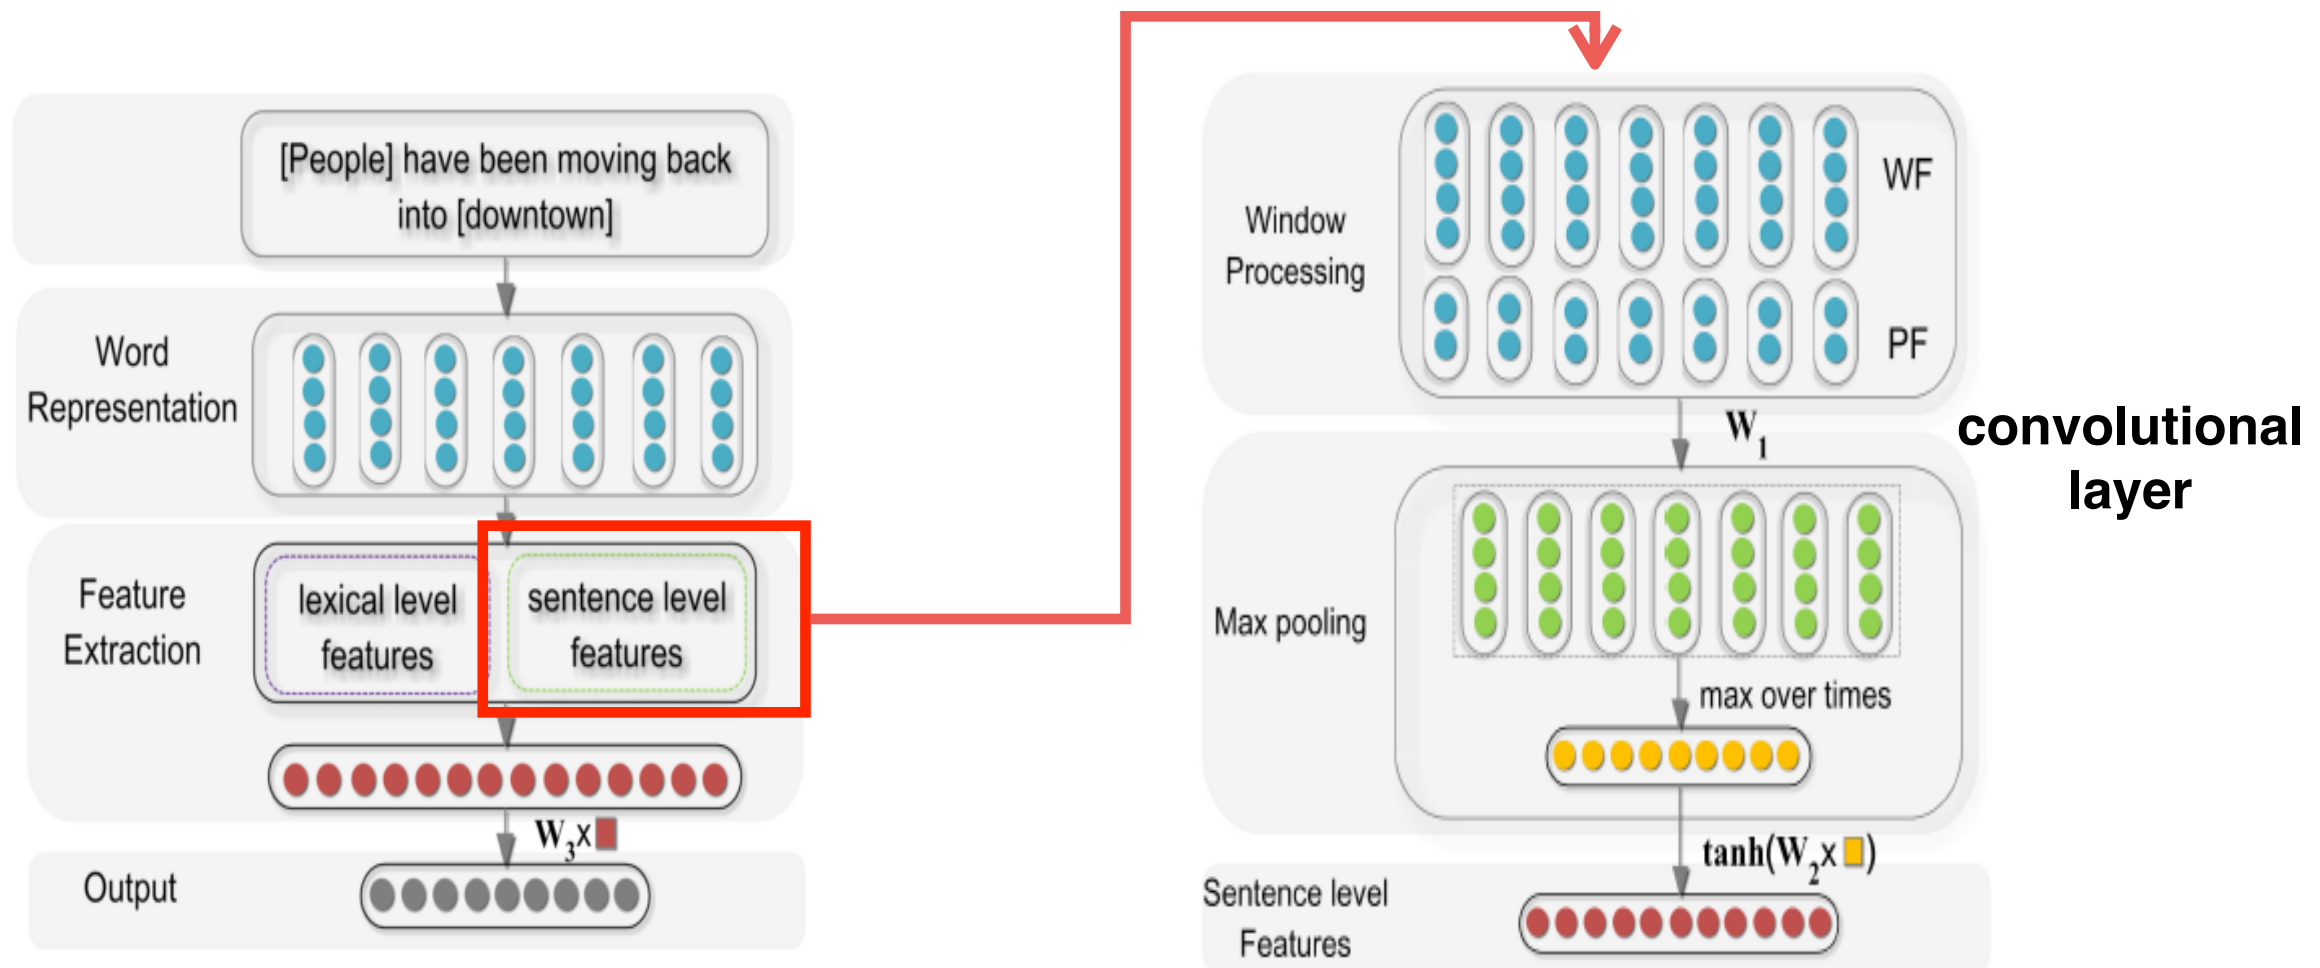 [People] have been moving back
into [downtown]
Word
Representation
Feature
Extraction
lexical level
features
sentence level
features
W3x
Output
Window
Processing
WF
PF
W1
convolutional
layer
Max pooling
max over times
tanh(W2x )
Sentence level
Features